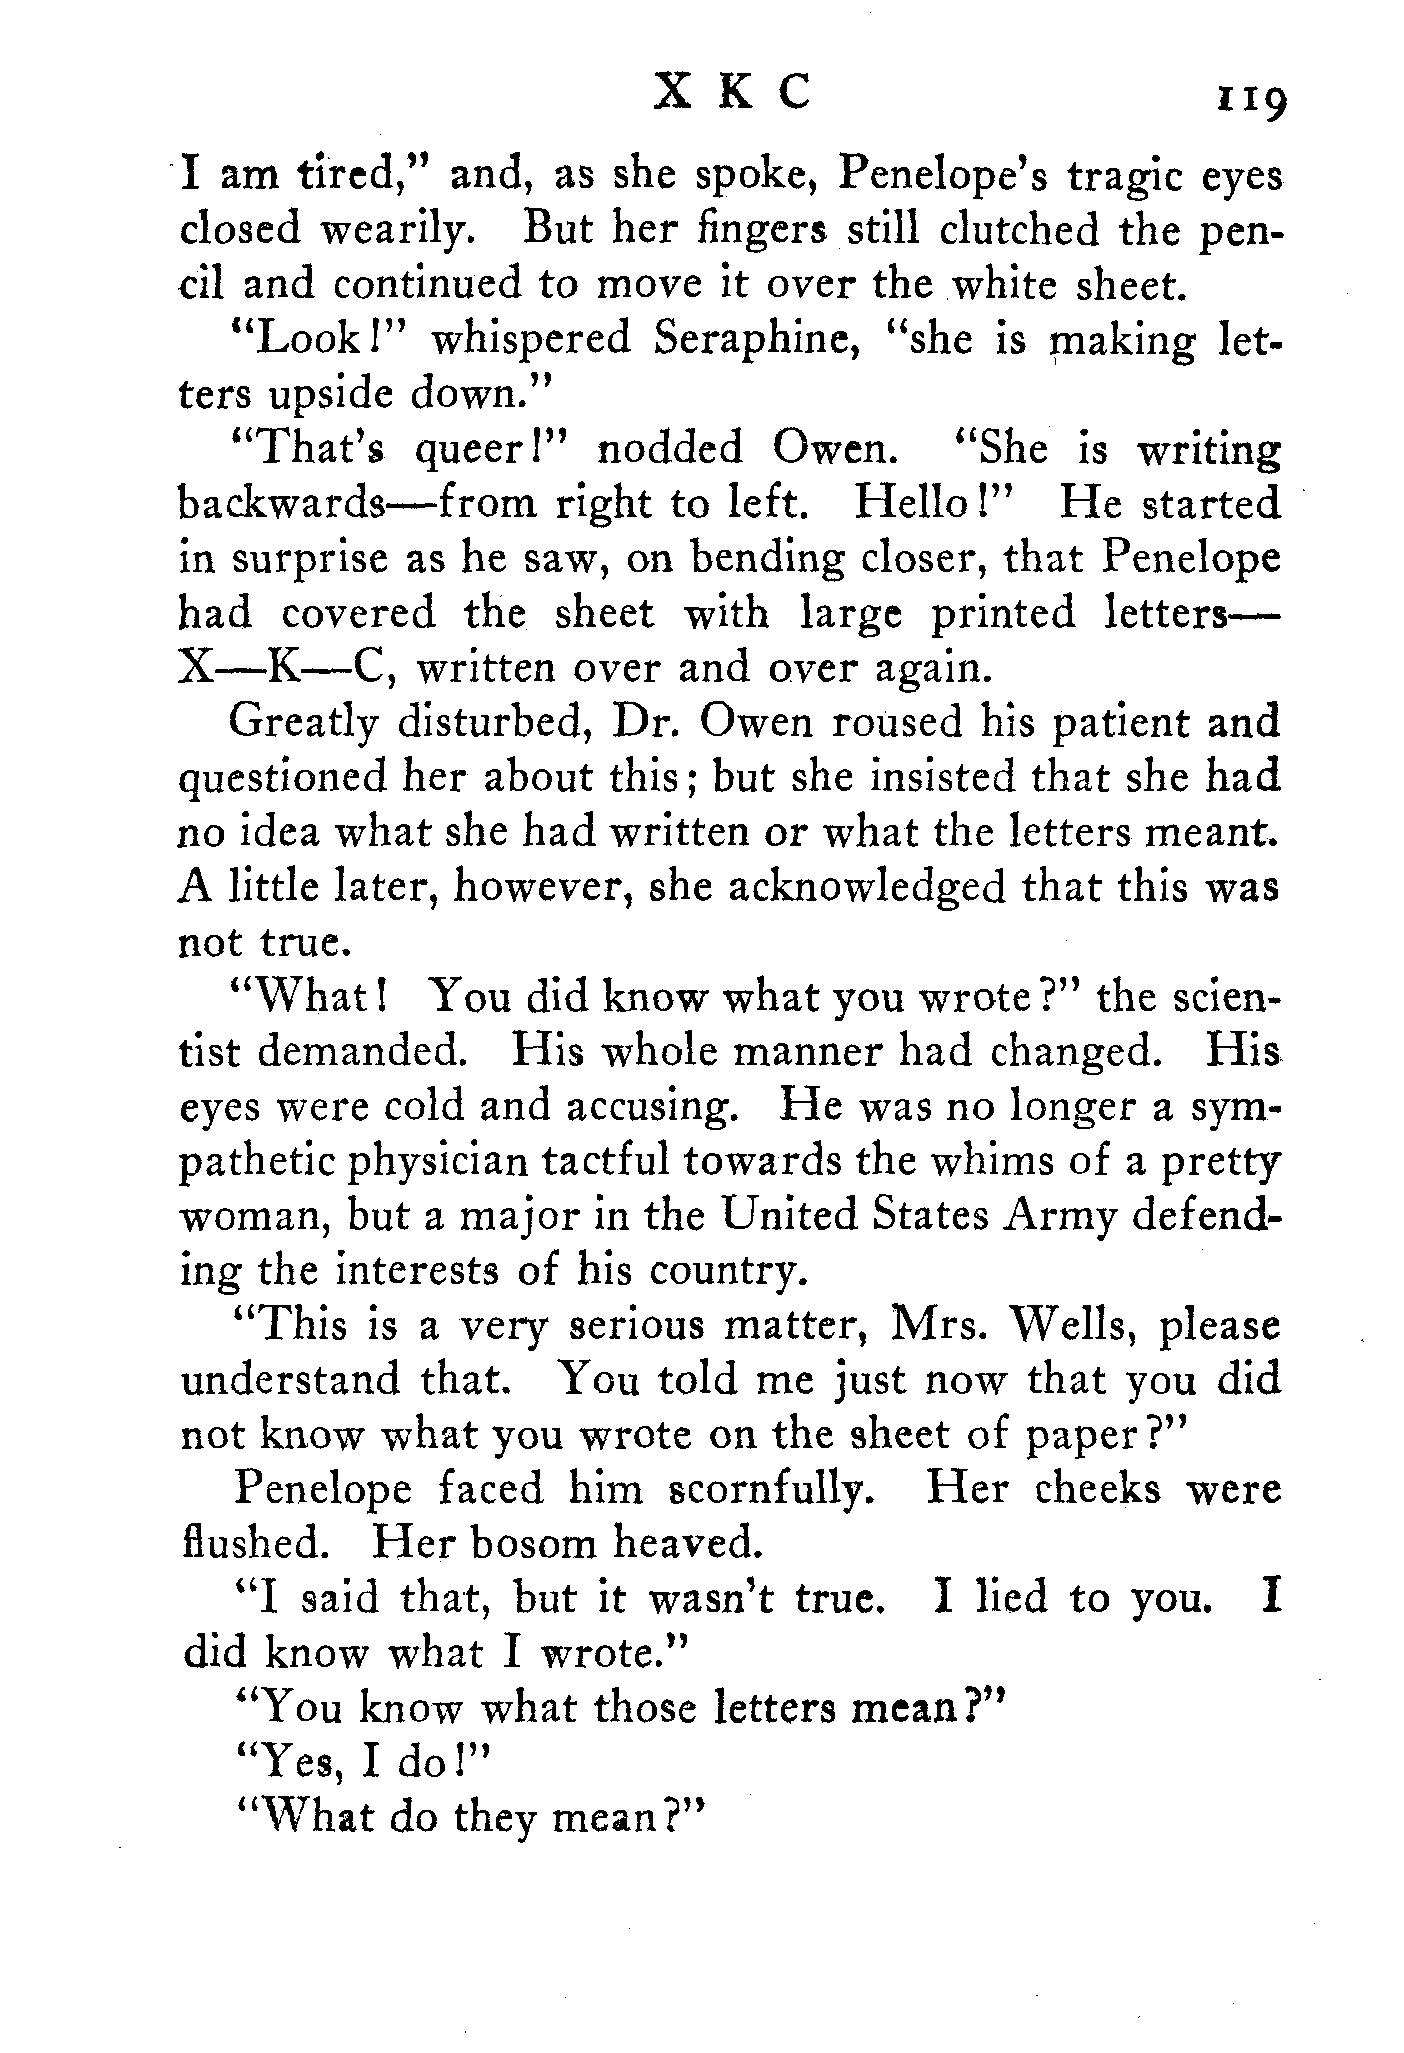 X K C 119
I am tired,” and, as she spoke, Penelope’s tragic eyes
closed wearily. But her fingers still clutched the pen-
cil and continued to move it over the white sheet.
“Look!” whispered Seraphine, “she is making let-
ters upside down.”
“That’s queer!” nodded Owen. “She is writing
backwards—from right to left. Hello!” He started
in surprise as he saw, on bending closer, that Penelope
had covered the sheet with large printed letters—
X—K—C, written over and over again.
Greatly disturbed, Dr. Owen roused his patient and
questioned her about this; but she insisted that she had
no idea what she had written or what the letters meant.
A little later, however, she acknowledged that this was
not true.
“What! You did know what you wrote?” the scien-
tist demanded. His whole manner had changed. His
eyes were cold and accusing. He was no longer a sym-
pathetic physician tactful towards the whims of a pretty
woman, but a major in the United States Army defend-
ing the interests of his country.
“This is a very serious matter, Mrs. Wells, please
understand that. You told me just now that you did
not know what you wrote on the sheet of paper?”
Penelope faced him scornfully. Her cheeks were
flushed. Her bosom heaved.
“I said that, but it wasn’t true. I lied to you. I
did know what I wrote.”
“You know what those letters mean?”
“Yes, I do!”
“What do they mean?”